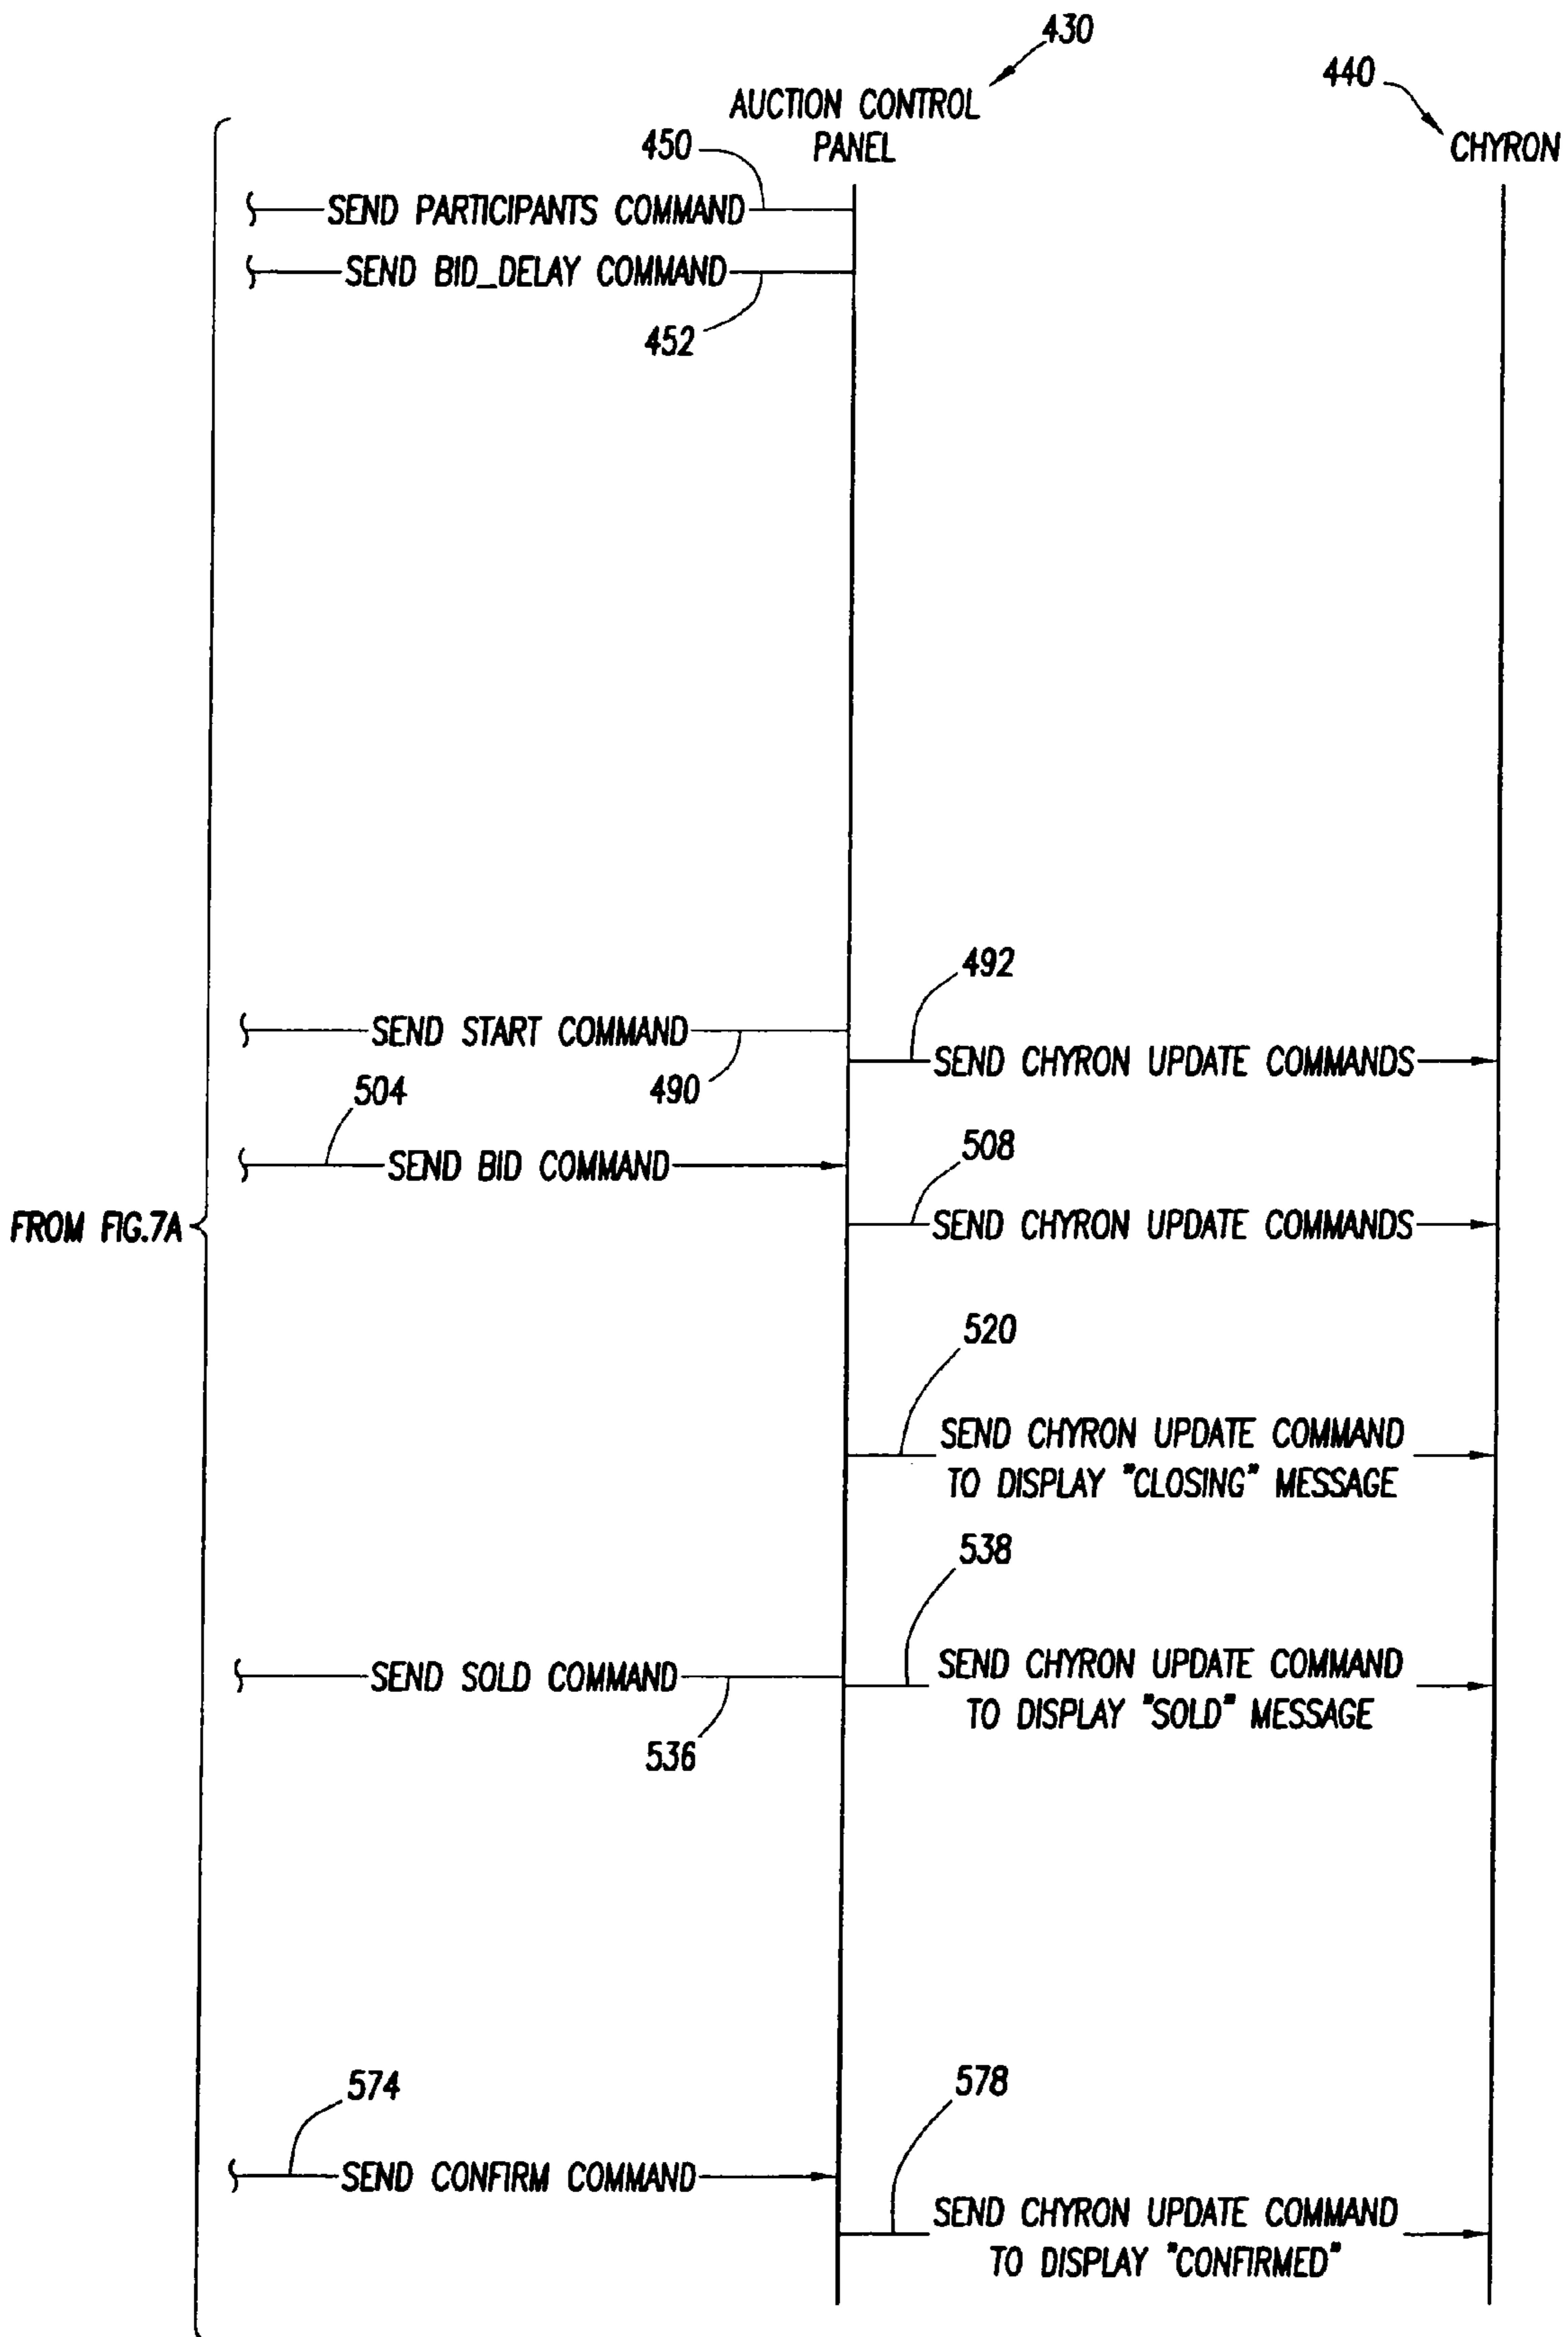 430
440
AUCTION CONTROL
PANEL
CHYRON
450
SEND PARTICIPANTS COMMAND
SEND BID_DELAY COMMAND
452
492
SEND START COMMAND
SEND CHYRON UPDATE COMMANDS
490
504
SEND BID COMMAND
508
SEND CHYRON UPDATE COMMANDS
FROM FIG.7A
520
SEND CHYRON UPDATE COMMAND
TO DISPLAY "CLOSING" MESSAGE
538
SEND SOLD COMMAND
SEND CHYRON UPDATE COMMAND
TO DISPLAY "SOLD" MESSAGE
536
574
578
SEND CONFIRM COMMAND
SEND CHYRON UPDATE COMMAND
TO DISPLAY "CONFIRMED"